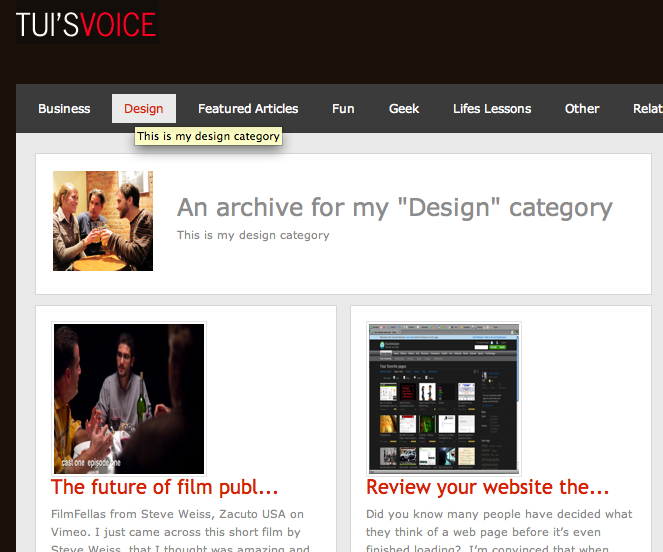 TUI'SVOICE
Business Design Featured Articles Fun Geek Lifes Lessons Other Relat
This is my design category
An archive for my "Design" category
This is my design category
cast one episode one
The future of film publ...
FilmFellas from Steve Weiss, Zacuto USA on
Vimeo. I just came across this short film by
Steve Weiss, that I thought was amazing and
Review your website the...
Did you know many people have decided what
they think of a web page before it's even
finished loading? I'm convinced that when